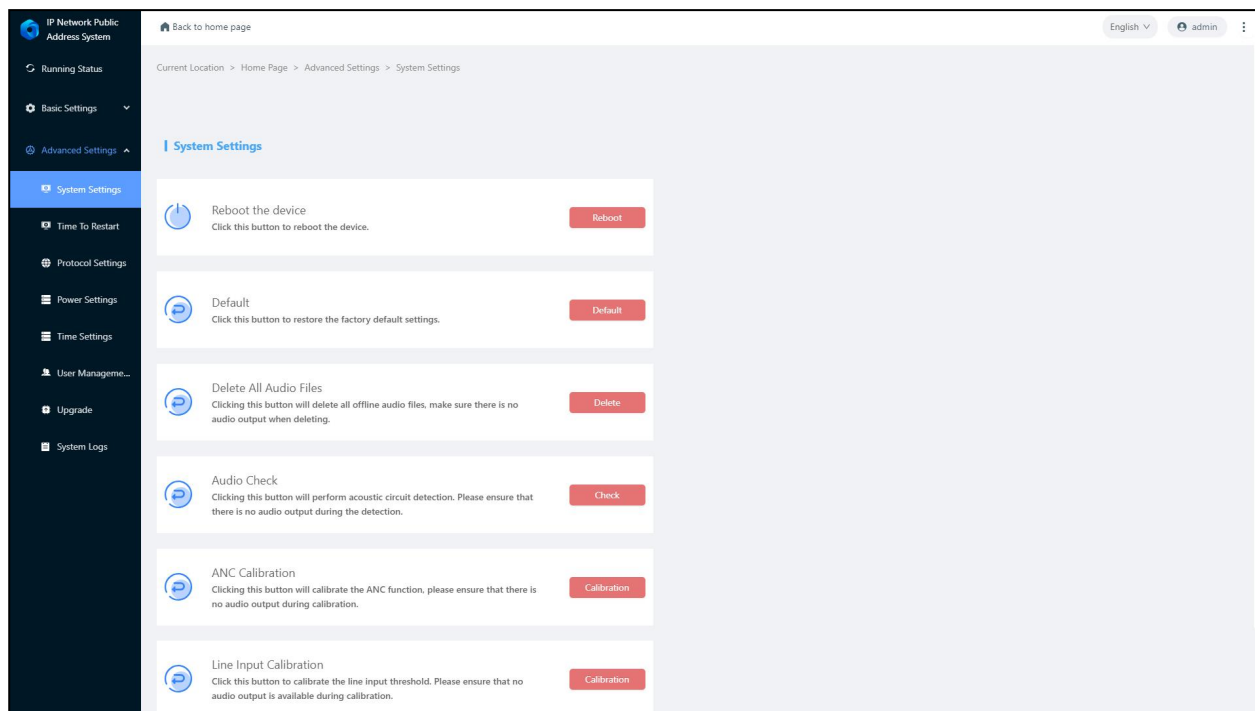 IP Network Public
Address System
Back to home page
English
admin
Running Status
Basic Settings
Advanced Settings
System Settings
Time To Restart
Protocol Settings
Power Settings
Time Settings
User Manageme...
Upgrade
System Logs
Current Location > Home Page > Advanced Settings > System Settings
System Settings
Reboot the device
Click this button to reboot the device.
Reboot
Default
Click this button to restore the factory default settings.
Default
Delete All Audio Files
Clicking this button will delete all offline audio files, make sure there is no
audio output when deleting.
Delete
Audio Check
Clicking this button will perform acoustic circuit detection. Please ensure that
there is no audio output during the detection.
Check
ANC Calibration
Clicking this button will calibrate the ANC function, please ensure that there is
no audio output during calibration.
Calibration
Line Input Calibration
Click this button to calibrate the line input threshold. Please ensure that no
audio output is available during calibration.
Calibration